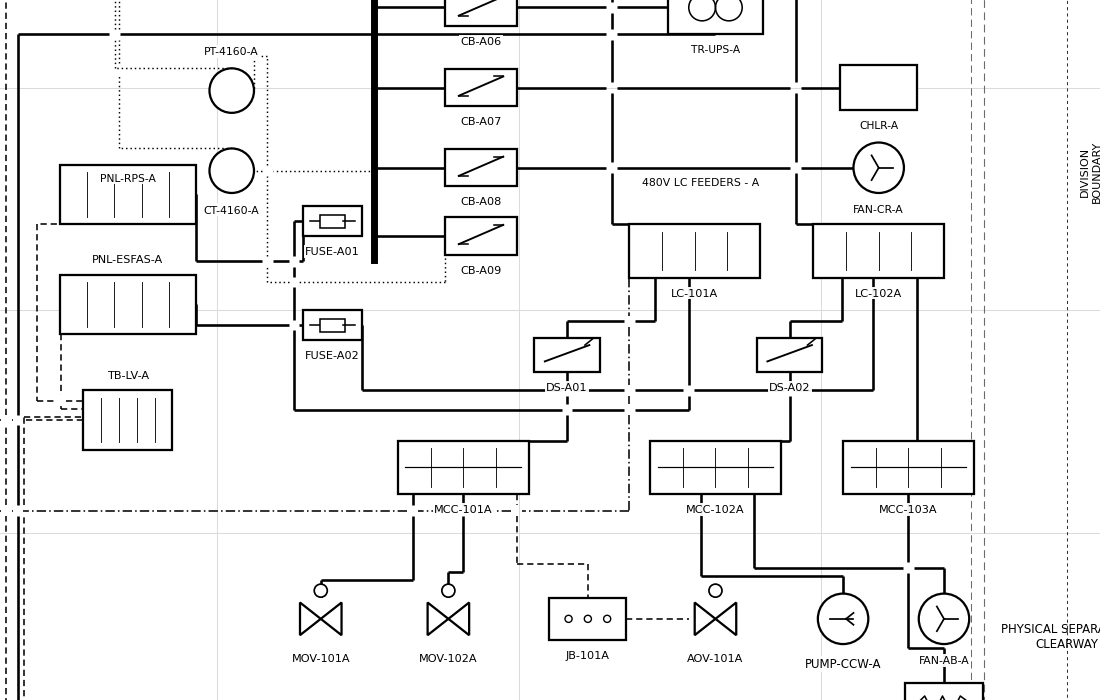 CB-A06
TR-UPS-A
PT-4160-A
CB-A07
CHLR-A
DIVISION
BOUNDARY
PNL-RPS-A
CB-A08
480V LC FEEDERS - A
CT-4160-A
FAN-CR-A
FUSE-A01
PNL-ESFAS-A
CB-A09
LC-101A
LC-102A
FUSE-A02
TB-LV-A
DS-A01
DS-A02
MCC-101A
MCC-102A
MCC-103A
PHYSICAL SEPARA
CLEARWAY
MOV-101A
MOV-102A
JB-101A
AOV-101A
PUMP-CCW-A
FAN-AB-A